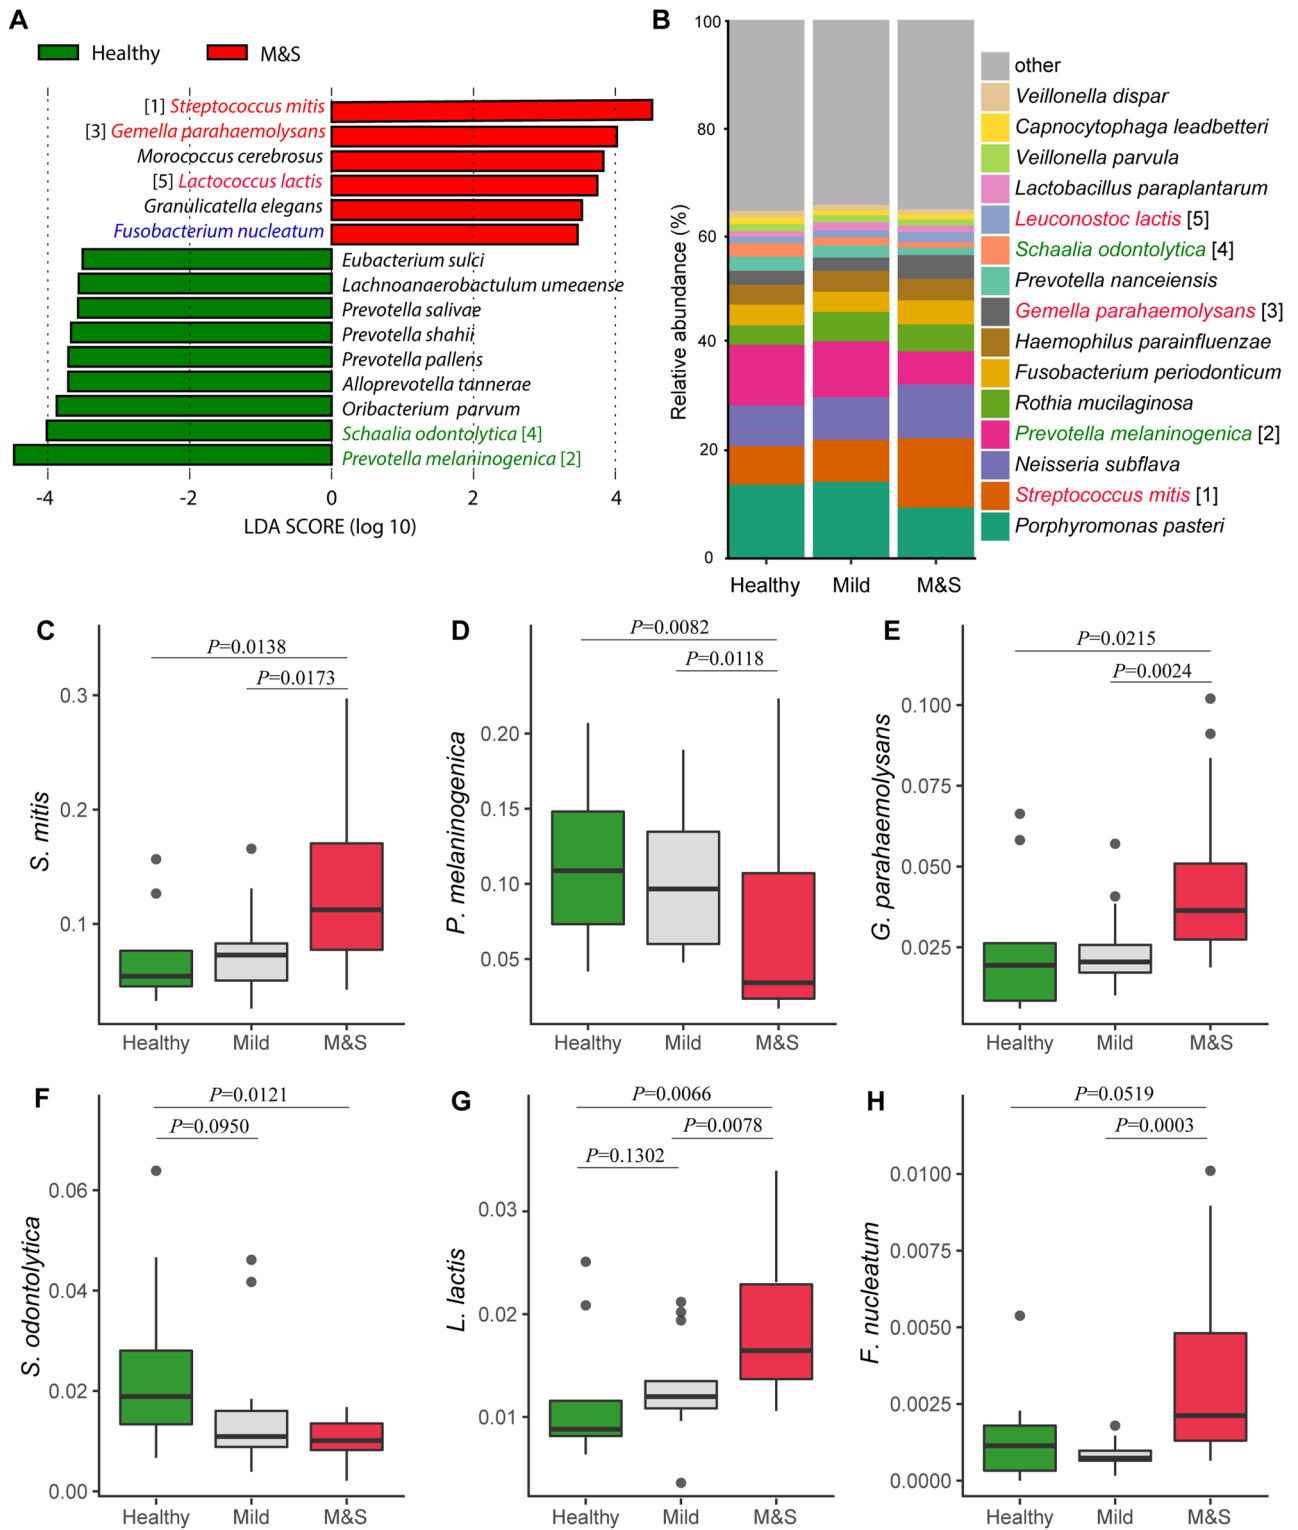 A
Healthy
M&S
[1] Streptococcus mitis
[3] Gemella parahaemolysans
Morococcus cerebrosus
[5] Lactococcus lactis
Granulicatella elegans
Fusobacterium nucleatum
Eubacterium sulci
Lachnoanaerobactulum umeaense
Prevotella salivae
Prevotella shahii
Prevotella pallens
Alloprevotella tannerae
Oribacterium parvum
Schaalia odontolytica [4]
Prevotella melaninogenica [2]
-4 -2 0 2 4
LDA SCORE (log 10)
B
Relative abundance (%)
100
80
60
40
20
0
Healthy Mild M&S
other
Veillonella dispar
Capnocytophaga leadbetteri
Veillonella parvula
Lactobacillus paraplantarum
Leuconostoc lactis [5]
Schaalia odontolytica [4]
Prevotella nanceiensis
Gemella parahaemolysans [3]
Haemophilus parainfluenzae
Fusobacterium periodonticum
Rothia mucilaginosa
Prevotella melaninogenica [2]
Neisseria subflava
Streptococcus mitis [1]
Porphyromonas pasteri
C
P=0.0138
P=0.0173
S. mitis
0.3
0.2
0.1
Healthy Mild M&S
D
P=0.0082
P=0.0118
P. melaninogenica
0.20
0.15
0.10
0.05
Healthy Mild M&S
E
P=0.0215
P=0.0024
G. parahaemolysans
0.100
0.075
0.050
0.025
Healthy Mild M&S
F
P=0.0121
P=0.0950
S. odontolytica
0.06
0.04
0.02
0.00
Healthy Mild M&S
G
P=0.0066
P=0.0078
P=0.1302
L. lactis
0.03
0.02
0.01
Healthy Mild M&S
H
P=0.0519
P=0.0003
F. nucleatum
0.0100
0.0075
0.0050
0.0025
0.0000
Healthy Mild M&S